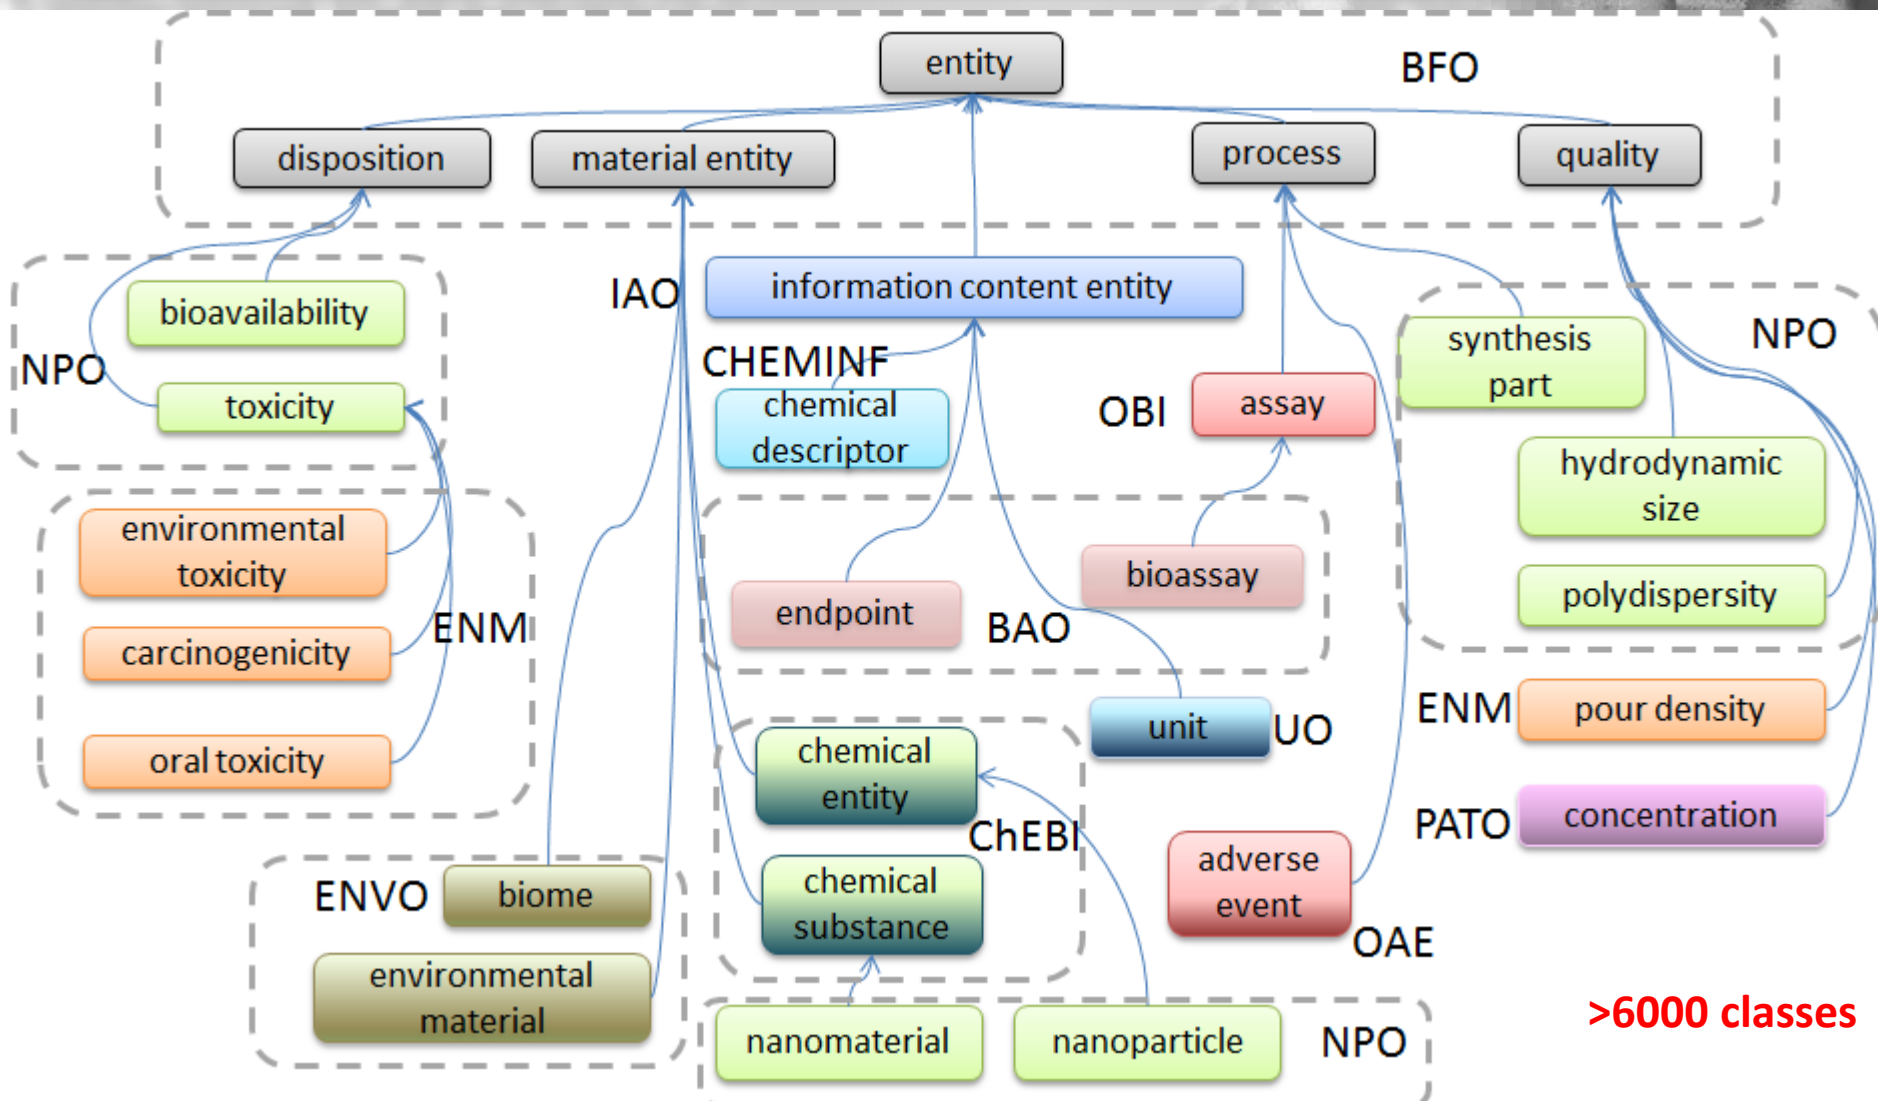 entity
BFO
disposition
material entity
process
quality
bioavailability
NPO
toxicity
IAO
information content entity
CHEMINF
chemical
descriptor
OBI
assay
synthesis
part
NPO
hydrodynamic
size
polydispersity
environmental
toxicity
carcinogenicity
ENM
oral toxicity
endpoint
BAO
bioassay
unit
UO
ENM
pour density
PATO
concentration
chemical
entity
ChEBI
chemical
substance
adverse
event
OAE
ENVO
biome
environmental
material
nanomaterial
nanoparticle
NPO
>6000 classes